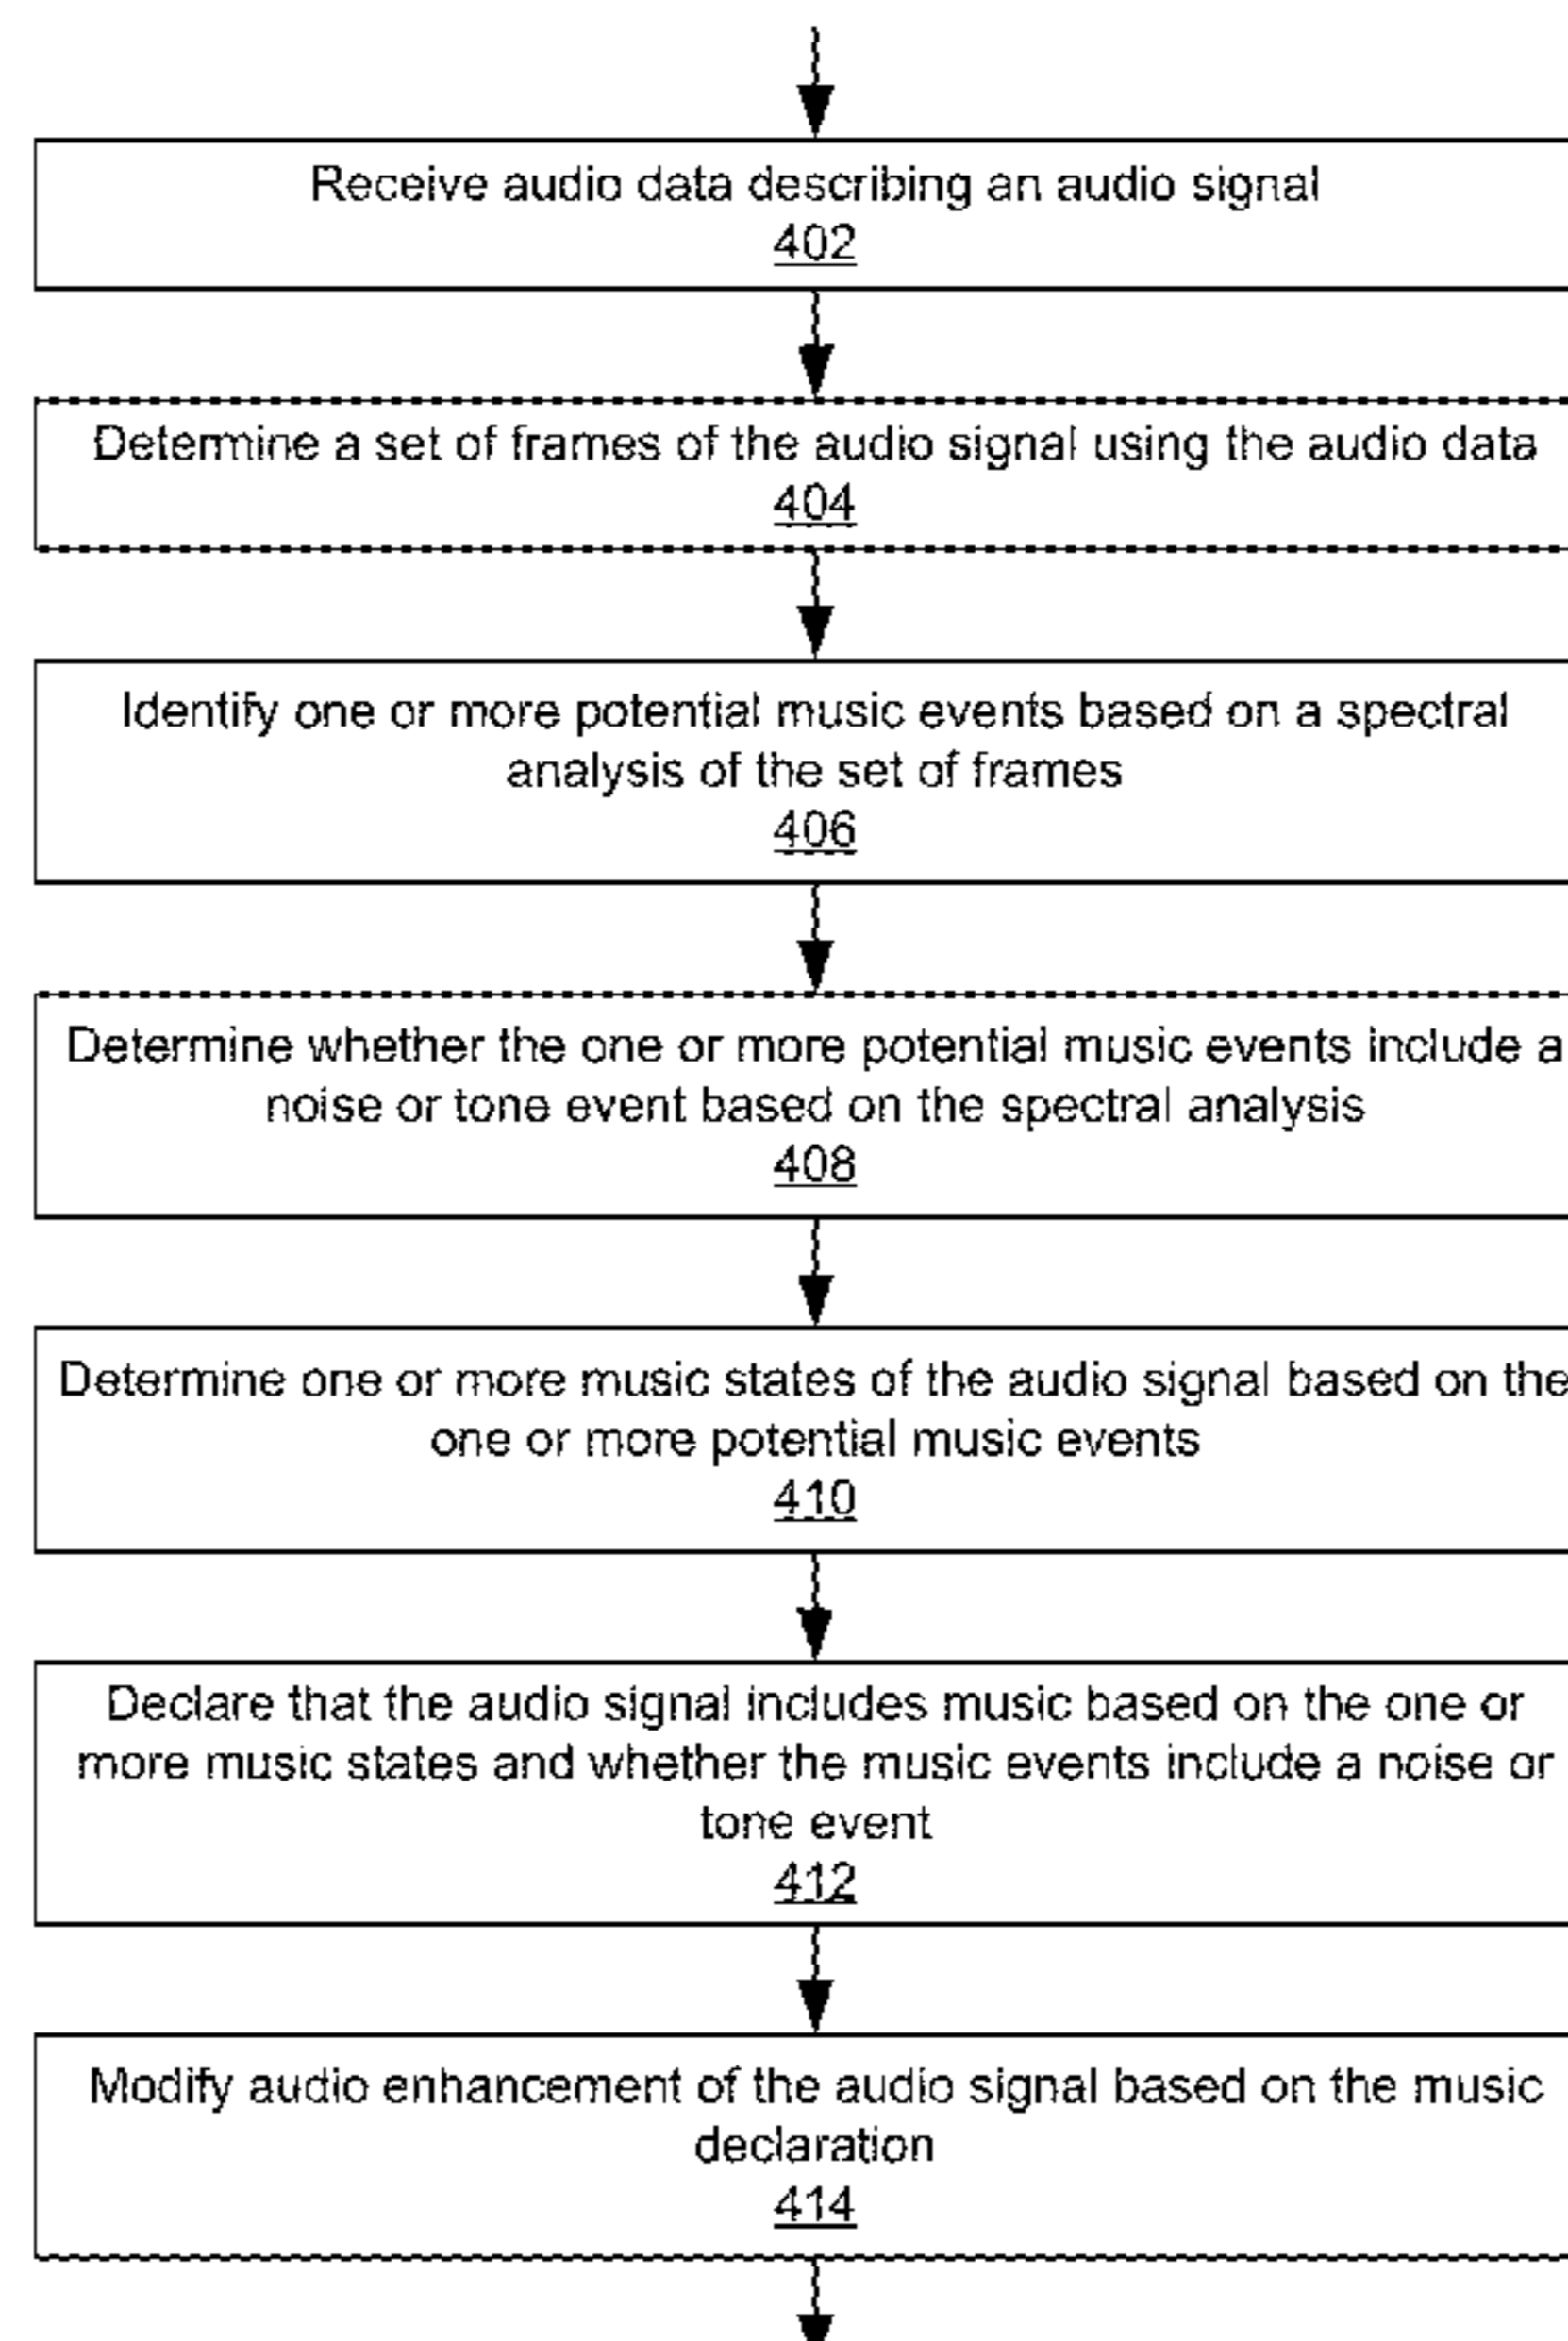 Receive audio data describing an audio signal
402
Determine a set of frames of the audio signal using the audio data
404
Identify one or more potential music events based on a spectral
analysis of the set of frames
406
Determine whether the one or more potential music events include a
noise or tone event based on the spectral analysis
408
Determine one or more music states of the audio signal based on the
one or more potential music events
410
Declare that the audio signal includes music based on the one or
more music states and whether the music events include a noise or
tone event
412
Modify audio enhancement of the audio signal based on the music
declaration
414